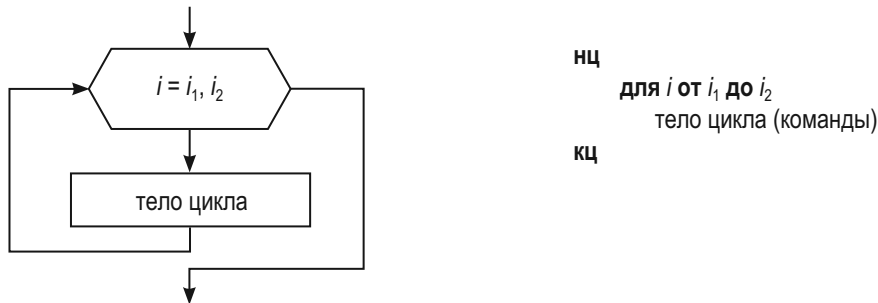 i = i₁, i₂
тело цикла
нц
для i от i₁ до i₂
тело цикла (команды)
кц